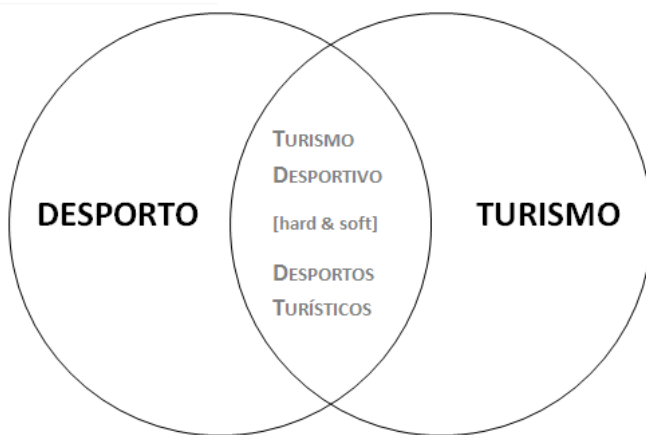 DESPORTO
TURISMO
DESPORTIVO
[hard & soft]
DESPORTOS
TURÍSTICOS
TURISMO